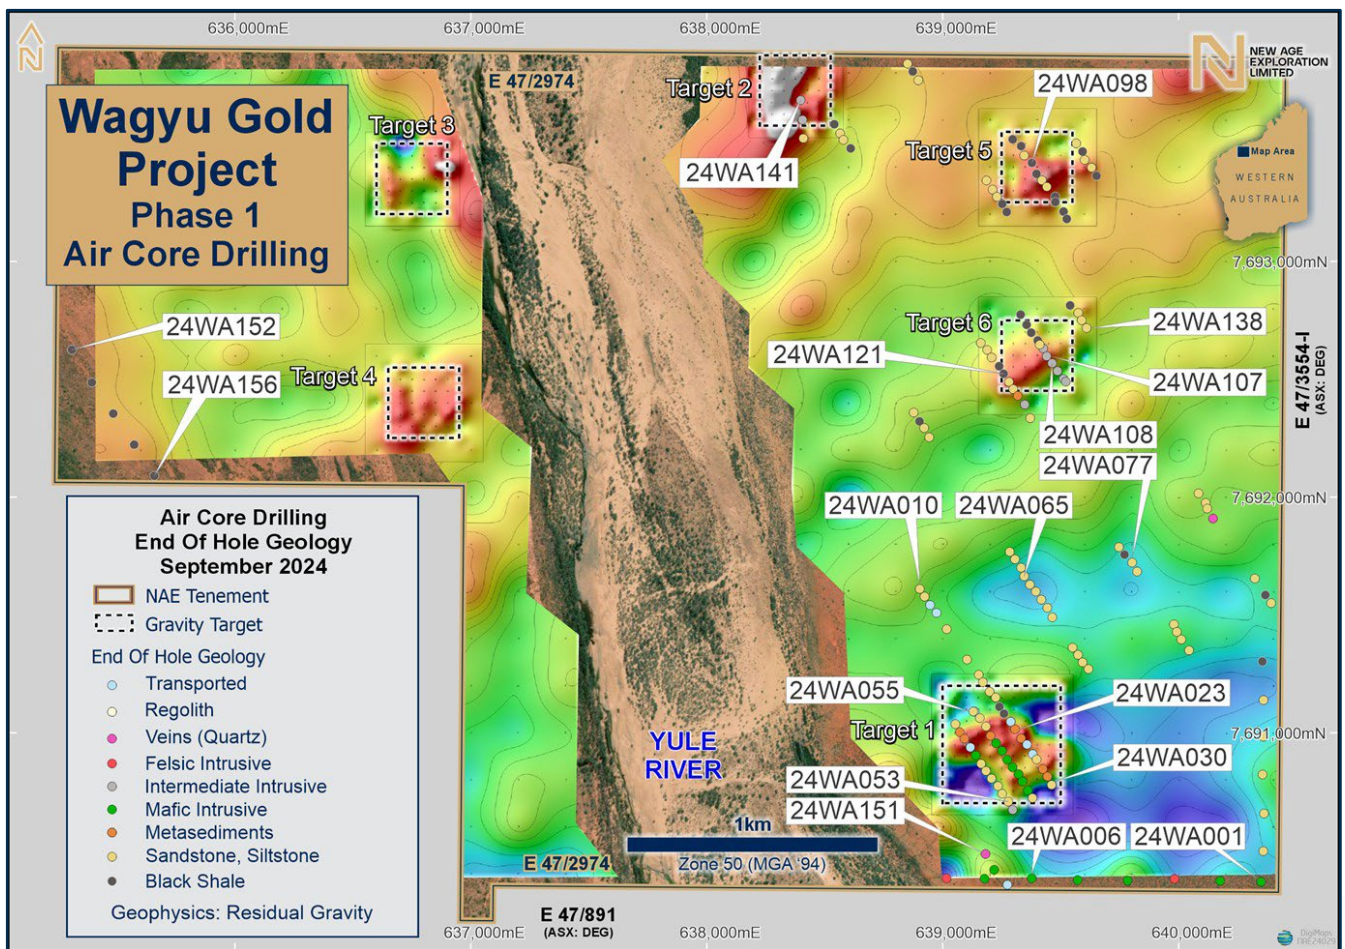 636,000mE
637,000mE
638,000mE
639,000mE
N
E 47/2974
NEW AGE
EXPLORATION
LIMITED
Wagyu Gold
Project
Phase 1
Air Core Drilling
Target 3
Target 2
24WA141
Target 5
24WA098
Map Area
WESTERN
AUSTRALIA
7,693,000mN
24WA152
24WA156
Target 4
Target 6
24WA121
24WA138
24WA107
24WA108
24WA077
E 47/3554-I
(ASX: DEG)
7,692,000mN
24WA010
24WA065
Air Core Drilling
End Of Hole Geology
September 2024
NAE Tenement
Gravity Target
End Of Hole Geology
Transported
Regolith
Veins (Quartz)
Felsic Intrusive
Intermediate Intrusive
Mafic Intrusive
Metasediments
Sandstone, Siltstone
Black Shale
Geophysics: Residual Gravity
24WA055
24WA023
Target 1
7,691,000mN
YULE
RIVER
24WA030
24WA053
24WA151
24WA006
24WA001
1km
Zone 50 (MGA '94)
E 47/2974
E 47/891
(ASX: DEG)
637,000mE
638,000mE
639,000mE
640,000mE
DigiMaps